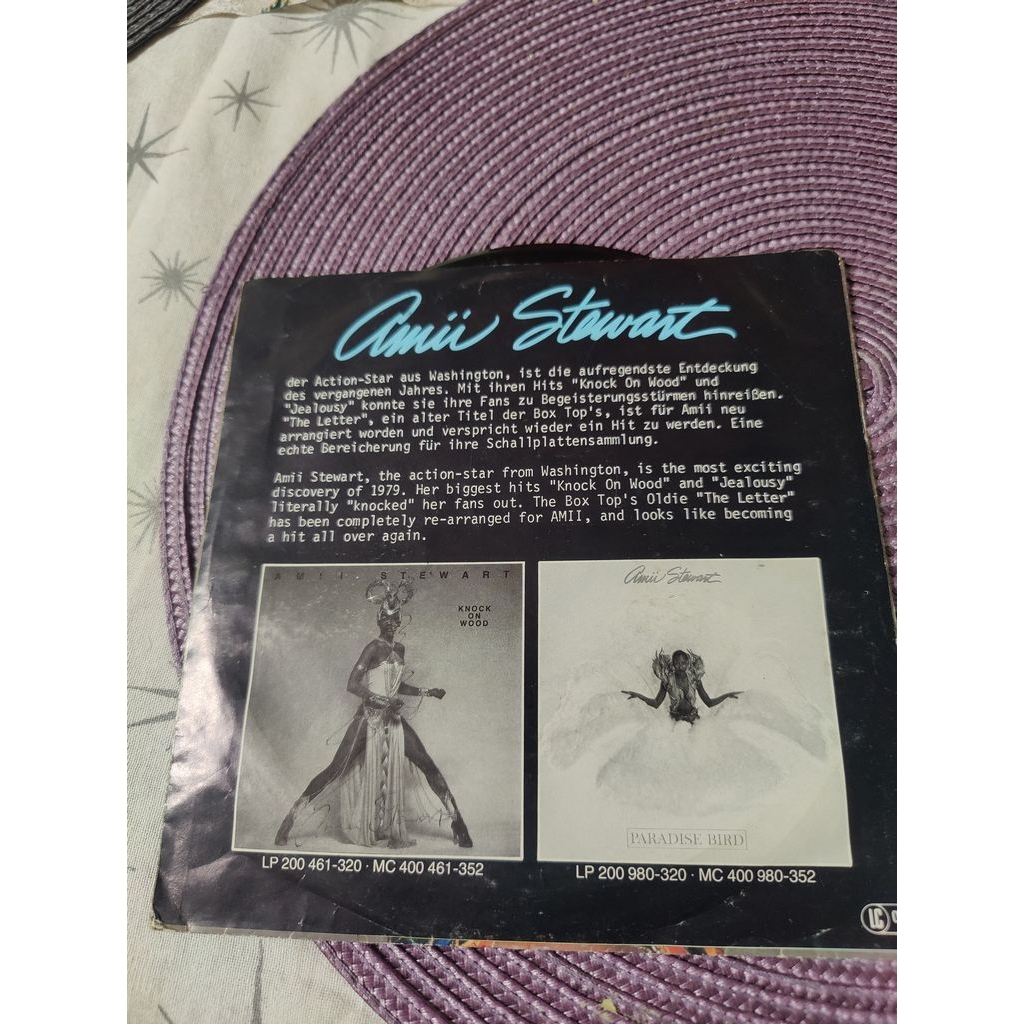 Amii Stewart
der Action-Star aus Washington, ist die aufregendste Entdeckung
des vergangenen Jahres. Mit ihren Hits "Knock On Wood" und
"Jealousy" konnte sie ihre Fans zu Begeisterungsstürmen hinreißen.
"The Letter", ein alter Titel der Box Top's, ist für Amii neu
arrangiert worden und verspricht wieder ein Hit zu werden. Eine
echte Bereicherung für ihre Schallplattensammlung.
Amii Stewart, the action-star from Washington, is the most exciting
discovery of 1979. Her biggest hits "Knock On Wood" and "Jealousy"
literally "knocked" her fans out. The Box Top's Oldie "The Letter"
has been completely re-arranged for AMII, and looks like becoming
a hit all over again.
AMII STEWART
KNOCK
ON
WOOD
LP 200 461-320 · MC 400 461-352
Amii Stewart
PARADISE BIRD
LP 200 980-320 · MC 400 980-352
LC